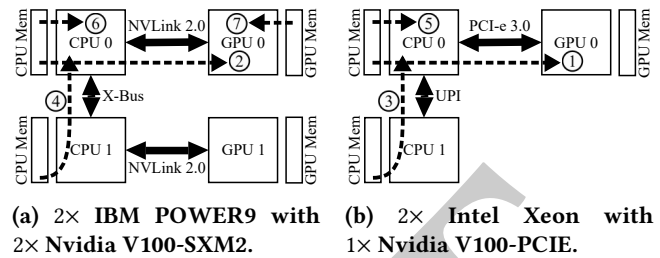 CPU Mem
⑥
CPU 0
NVLink 2.0
⑦
GPU 0
②
GPU Mem
④
X-Bus
CPU Mem
CPU 1
NVLink 2.0
GPU 1
GPU Mem
(a) 2× IBM POWER9 with
2× Nvidia V100-SXM2.
CPU Mem
⑤
CPU 0
PCI-e 3.0
GPU 0
①
GPU Mem
③
UPI
CPU Mem
CPU 1
(b) 2× Intel Xeon with
1× Nvidia V100-PCIE.